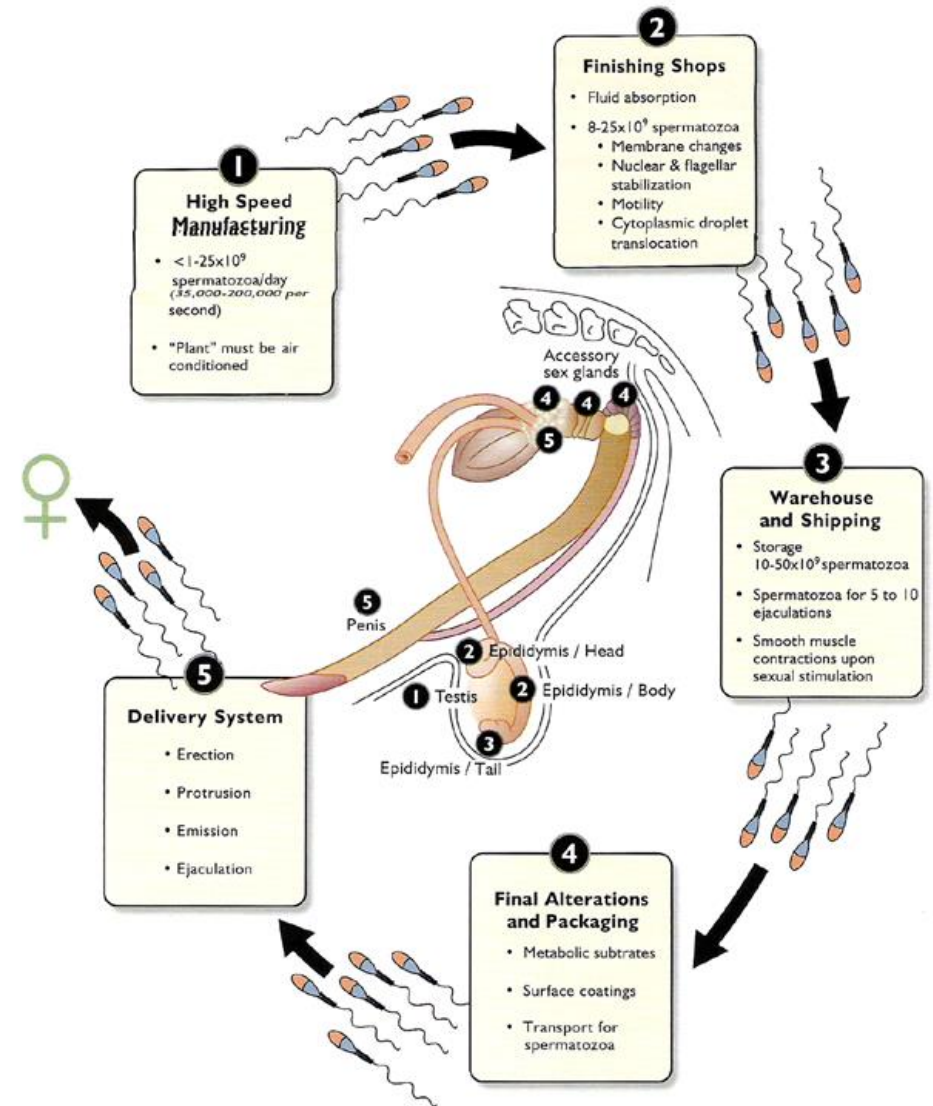 1
High Speed
Manufacturing
• <1-25x10⁹
spermatozoa/day
(35,000-200,000 per
second)
• "Plant" must be air
conditioned
2
Finishing Shops
• Fluid absorption
• 8-25x10⁹ spermatozoa
• Membrane changes
• Nuclear & flagellar
stabilization
• Motility
• Cytoplasmic droplet
translocation
3
Warehouse
and Shipping
• Storage
10-50x10⁹ spermatozoa
• Spermatozoa for 5 to 10
ejaculations
• Smooth muscle
contractions upon
sexual stimulation
4
Final Alterations
and Packaging
• Metabolic subtrates
• Surface coatings
• Transport for
spermatozoa
5
Delivery System
• Erection
• Protrusion
• Emission
• Ejaculation
Accessory
sex glands
4
4
4
5
5
Penis
2 Epididymis / Head
1 Testis
2 Epididymis / Body
3
Epididymis / Tail